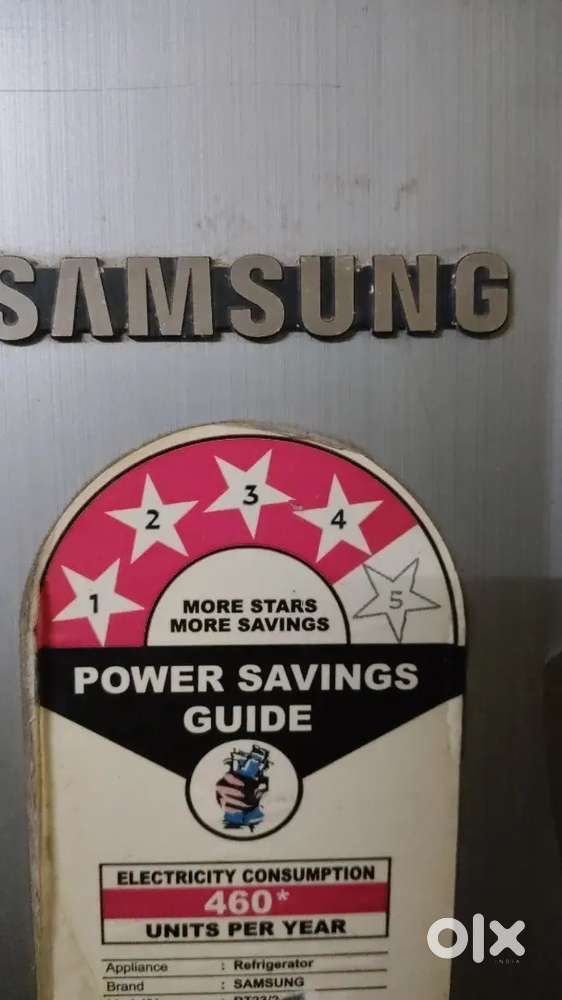 SAMSUNG
1 2 3 4 5
MORE STARS
MORE SAVINGS
POWER SAVINGS
GUIDE
ELECTRICITY CONSUMPTION
460*
UNITS PER YEAR
Appliance : Refrigerator
Brand : SAMSUNG
olx
INDIA